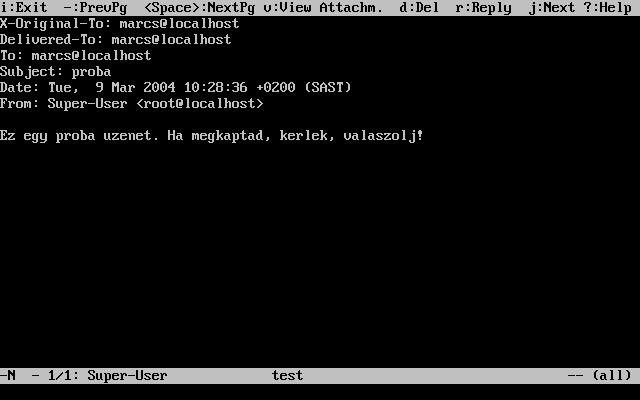 i:Exit  -:PrevPg  <Space>:NextPg v:View Attachm.  d:Del  r:Reply  j:Next ?:Help
X-Original-To: marcs@localhost
Delivered-To: marcs@localhost
To: marcs@localhost
Subject: proba
Date: Tue,  9 Mar 2004 10:28:36 +0200 (SAST)
From: Super-User <root@localhost>
Ez egy proba uzenet. Ha megkaptad, kerlek, valaszolj!
-N  - 1/1: Super-User             test                                 -- (all)